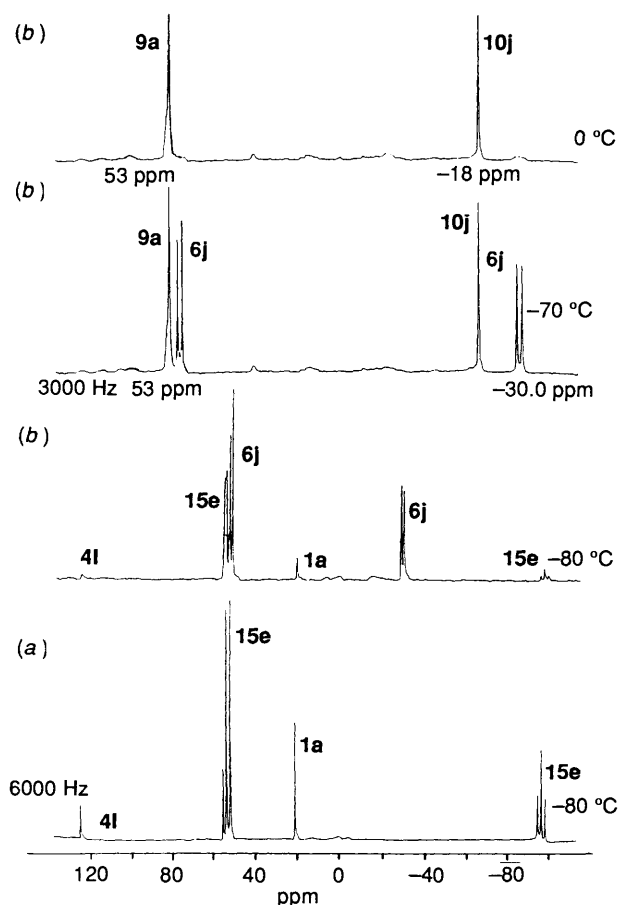 (b) 9a 10j 0 °C
53 ppm −18 ppm
(b) 9a 6j 10j 6j −70 °C
3000 Hz 53 ppm −30.0 ppm
(b) 4l 15e 6j 1a 6j 15e −80 °C
(a) 6000 Hz 4l 15e 1a 15e −80 °C
120 80 60 40 0 −40 −80
ppm